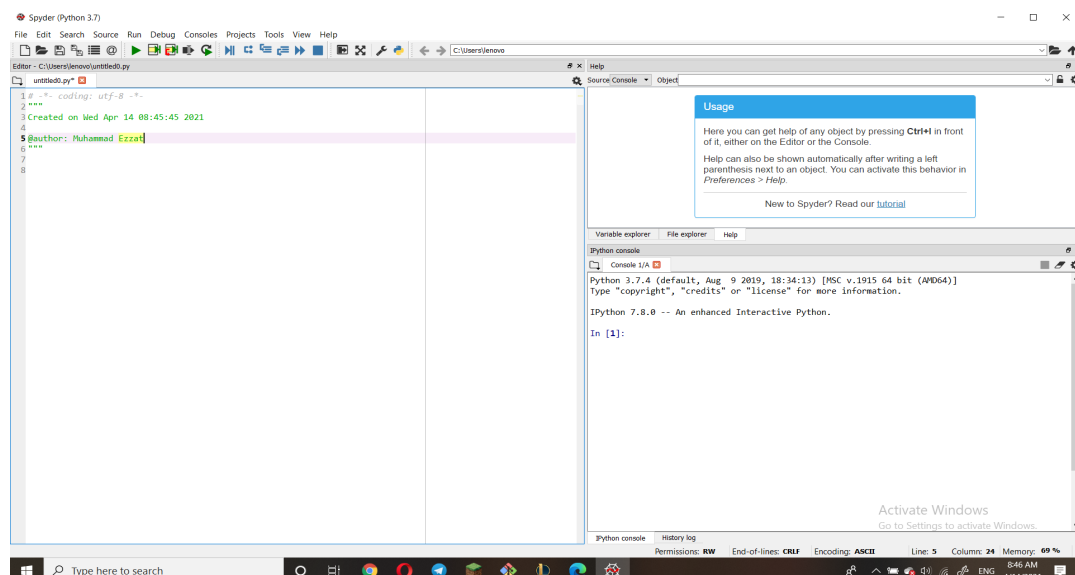 Spyder (Python 3.7)
File Edit Search Source Run Debug Consoles Projects Tools View Help
C:\Users\lenovo
Editor - C:\Users\lenovo\untitled0.py
untitled0.py*
1 # -*- coding: utf-8 -*-
2 """
3 Created on Wed Apr 14 08:45:45 2021
4
5 @author: Muhammad Ezzat
6 """
7
8
Help
Source Console Object
Usage
Here you can get help of any object by pressing Ctrl+I in front
of it, either on the Editor or the Console.
Help can also be shown automatically after writing a left
parenthesis next to an object. You can activate this behavior in
Preferences > Help.
New to Spyder? Read our tutorial
Variable explorer File explorer Help
IPython console
Console 1/A
Python 3.7.4 (default, Aug  9 2019, 18:34:13) [MSC v.1915 64 bit (AMD64)]
Type "copyright", "credits" or "license" for more information.
IPython 7.8.0 -- An enhanced Interactive Python.
In [1]:
Activate Windows
Go to Settings to activate Windows.
IPython console History log
Permissions: RW End-of-lines: CRLF Encoding: ASCII Line: 5 Column: 24 Memory: 69 %
Type here to search
ENG
8:46 AM